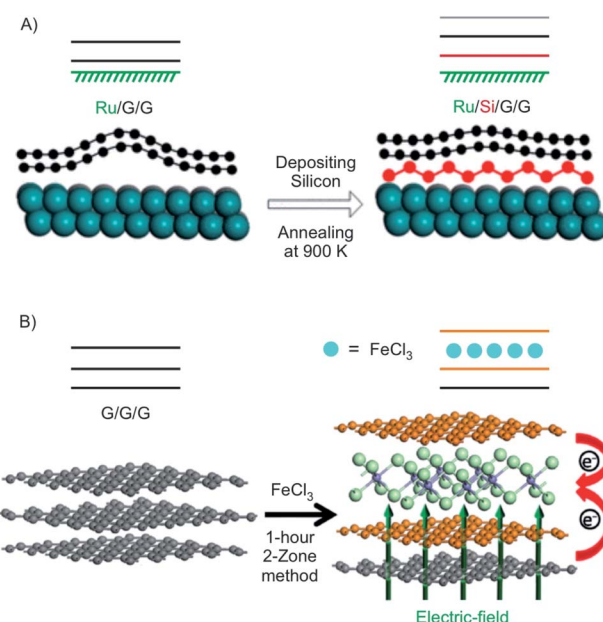 A)
Ru/G/G
Ru/Si/G/G
Depositing
Silicon
Annealing
at 900 K
B)
= FeCl3
G/G/G
FeCl3
1-hour
2-Zone
method
e-
e-
Electric-field